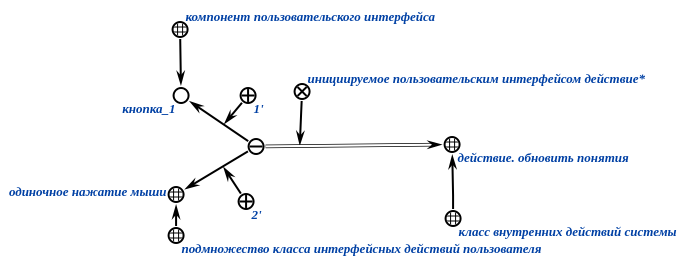 компонент пользовательского интерфейса
инициируемое пользовательским интерфейсом действие*
кнопка_1
1'
действие. обновить понятия
одиночное нажатие мыши
2'
класс внутренних действий системы
подмножество класса интерфейсных действий пользователя